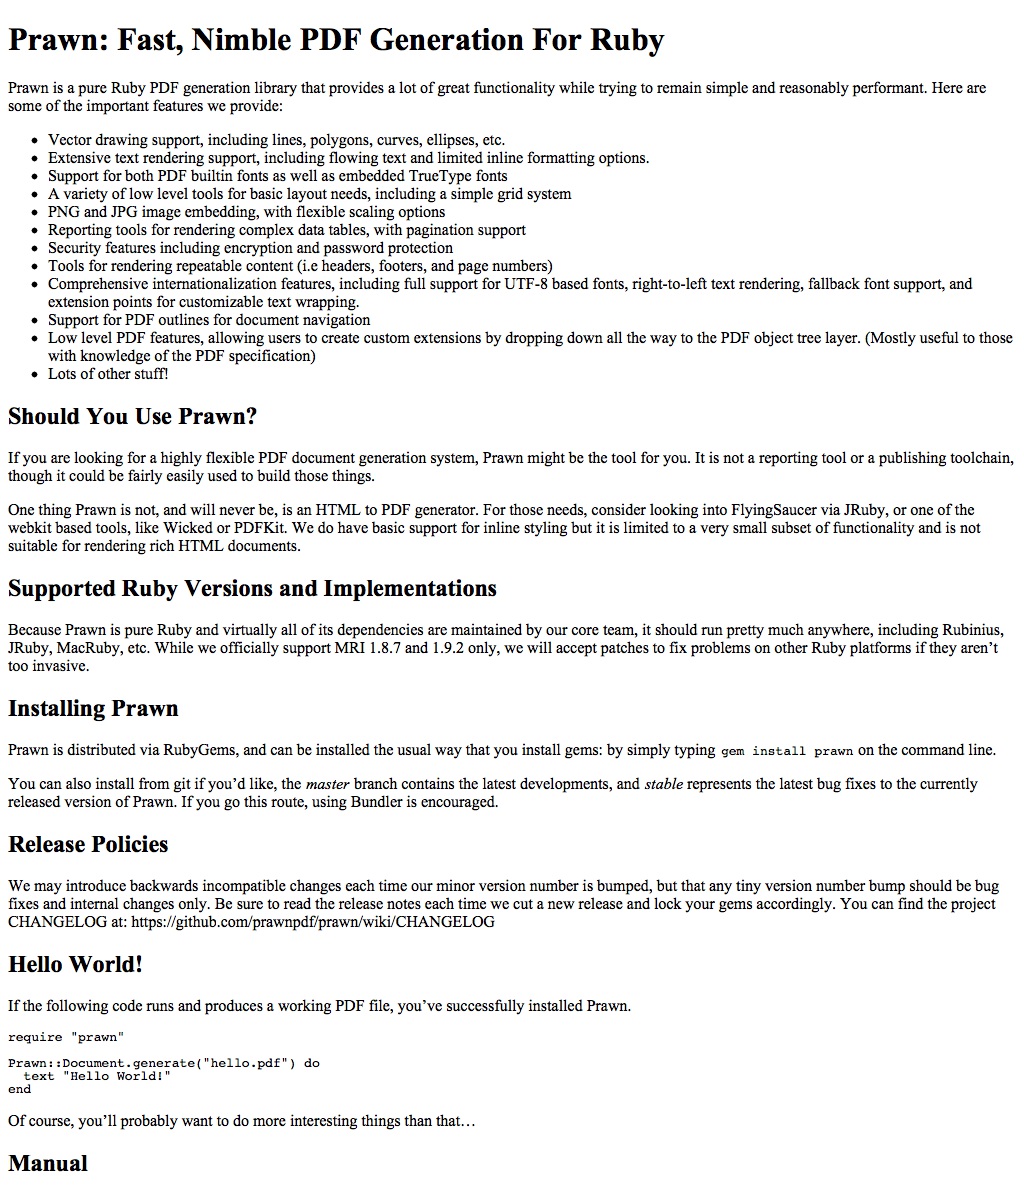 Prawn: Fast, Nimble PDF Generation For Ruby
Prawn is a pure Ruby PDF generation library that provides a lot of great functionality while trying to remain simple and reasonably performant. Here are
some of the important features we provide:
• Vector drawing support, including lines, polygons, curves, ellipses, etc.
• Extensive text rendering support, including flowing text and limited inline formatting options.
• Support for both PDF builtin fonts as well as embedded TrueType fonts
• A variety of low level tools for basic layout needs, including a simple grid system
• PNG and JPG image embedding, with flexible scaling options
• Reporting tools for rendering complex data tables, with pagination support
• Security features including encryption and password protection
• Tools for rendering repeatable content (i.e headers, footers, and page numbers)
• Comprehensive internationalization features, including full support for UTF-8 based fonts, right-to-left text rendering, fallback font support, and
extension points for customizable text wrapping.
• Support for PDF outlines for document navigation
• Low level PDF features, allowing users to create custom extensions by dropping down all the way to the PDF object tree layer. (Mostly useful to those
with knowledge of the PDF specification)
• Lots of other stuff!
Should You Use Prawn?
If you are looking for a highly flexible PDF document generation system, Prawn might be the tool for you. It is not a reporting tool or a publishing toolchain,
though it could be fairly easily used to build those things.
One thing Prawn is not, and will never be, is an HTML to PDF generator. For those needs, consider looking into FlyingSaucer via JRuby, or one of the
webkit based tools, like Wicked or PDFKit. We do have basic support for inline styling but it is limited to a very small subset of functionality and is not
suitable for rendering rich HTML documents.
Supported Ruby Versions and Implementations
Because Prawn is pure Ruby and virtually all of its dependencies are maintained by our core team, it should run pretty much anywhere, including Rubinius,
JRuby, MacRuby, etc. While we officially support MRI 1.8.7 and 1.9.2 only, we will accept patches to fix problems on other Ruby platforms if they aren’t
too invasive.
Installing Prawn
Prawn is distributed via RubyGems, and can be installed the usual way that you install gems: by simply typing gem install prawn on the command line.
You can also install from git if you’d like, the master branch contains the latest developments, and stable represents the latest bug fixes to the currently
released version of Prawn. If you go this route, using Bundler is encouraged.
Release Policies
We may introduce backwards incompatible changes each time our minor version number is bumped, but that any tiny version number bump should be bug
fixes and internal changes only. Be sure to read the release notes each time we cut a new release and lock your gems accordingly. You can find the project
CHANGELOG at: https://github.com/prawnpdf/prawn/wiki/CHANGELOG
Hello World!
If the following code runs and produces a working PDF file, you’ve successfully installed Prawn.
require "prawn"
Prawn::Document.generate("hello.pdf") do
  text "Hello World!"
end
Of course, you’ll probably want to do more interesting things than that…
Manual